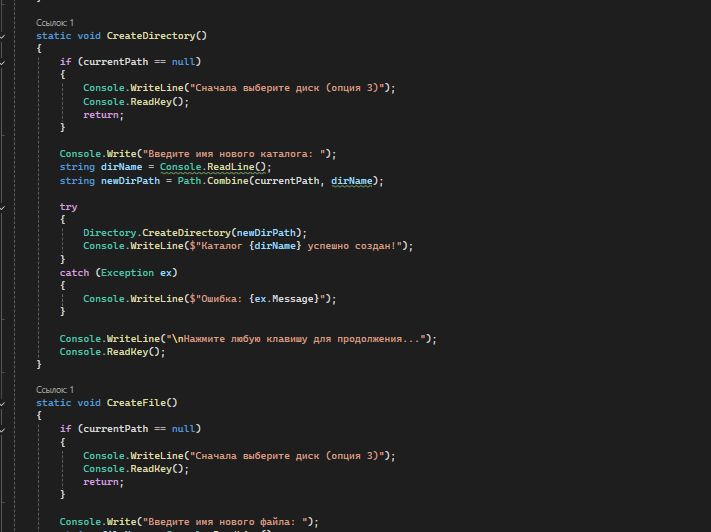 }
Ссылок: 1
static void CreateDirectory()
{
if (currentPath == null)
{
Console.WriteLine("Сначала выберите диск (опция 3)");
Console.ReadKey();
return;
}
Console.Write("Введите имя нового каталога: ");
string dirName = Console.ReadLine();
string newDirPath = Path.Combine(currentPath, dirName);
try
{
Directory.CreateDirectory(newDirPath);
Console.WriteLine($"Каталог {dirName} успешно создан!");
}
catch (Exception ex)
{
Console.WriteLine($"Ошибка: {ex.Message}");
}
Console.WriteLine("\nНажмите любую клавишу для продолжения...");
Console.ReadKey();
}
Ссылок: 1
static void CreateFile()
{
if (currentPath == null)
{
Console.WriteLine("Сначала выберите диск (опция 3)");
Console.ReadKey();
return;
}
Console.Write("Введите имя нового файла: ");